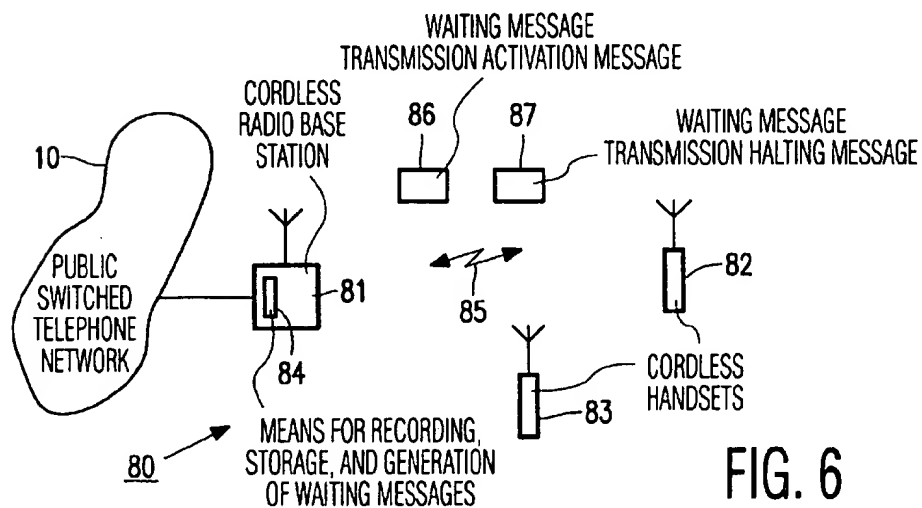 WAITING MESSAGE
TRANSMISSION ACTIVATION MESSAGE
CORDLESS
RADIO BASE
STATION
86
87
WAITING MESSAGE
TRANSMISSION HALTING MESSAGE
10
PUBLIC
SWITCHED
TELEPHONE
NETWORK
81
84
85
82
83
CORDLESS
HANDSETS
80
MEANS FOR RECORDING,
STORAGE, AND GENERATION
OF WAITING MESSAGES
FIG. 6